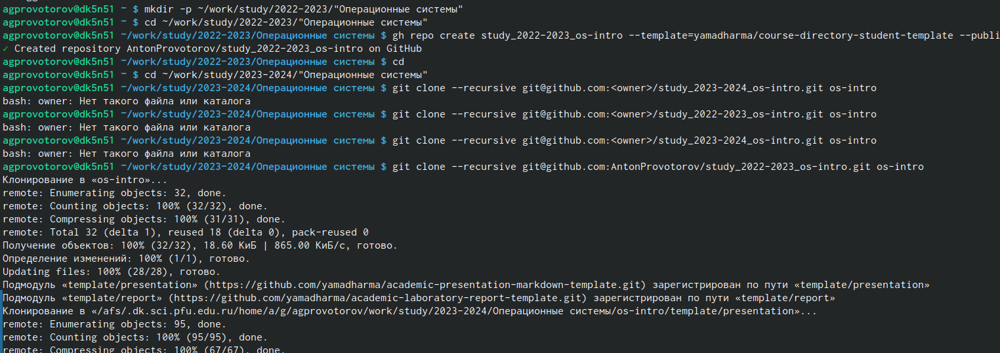 agprovotorov@dk5n51 ~ $ mkdir -p ~/work/study/2022-2023/"Операционные системы"
agprovotorov@dk5n51 ~ $ cd ~/work/study/2022-2023/"Операционные системы"
agprovotorov@dk5n51 ~/work/study/2022-2023/Операционные системы $ gh repo create study_2022-2023_os-intro --template=yamadharma/course-directory-student-template --publi
✓ Created repository AntonProvotorov/study_2022-2023_os-intro on GitHub
agprovotorov@dk5n51 ~/work/study/2022-2023/Операционные системы $ cd
agprovotorov@dk5n51 ~ $ cd ~/work/study/2023-2024/"Операционные системы"
agprovotorov@dk5n51 ~/work/study/2023-2024/Операционные системы $ git clone --recursive git@github.com:<owner>/study_2023-2024_os-intro.git os-intro
bash: owner: Нет такого файла или каталога
agprovotorov@dk5n51 ~/work/study/2023-2024/Операционные системы $ git clone --recursive git@github.com:<owner>/study_2022-2023_os-intro.git os-intro
bash: owner: Нет такого файла или каталога
agprovotorov@dk5n51 ~/work/study/2023-2024/Операционные системы $ git clone --recursive git@github.com:<owner>/study_2023-2024_os-intro.git os-intro
bash: owner: Нет такого файла или каталога
agprovotorov@dk5n51 ~/work/study/2023-2024/Операционные системы $ git clone --recursive git@github.com:AntonProvotorov/study_2022-2023_os-intro.git os-intro
Клонирование в «os-intro»...
remote: Enumerating objects: 32, done.
remote: Counting objects: 100% (32/32), done.
remote: Compressing objects: 100% (31/31), done.
remote: Total 32 (delta 1), reused 18 (delta 0), pack-reused 0
Получение объектов: 100% (32/32), 18.60 КиБ | 865.00 КиБ/с, готово.
Определение изменений: 100% (1/1), готово.
Updating files: 100% (28/28), готово.
Подмодуль «template/presentation» (https://github.com/yamadharma/academic-presentation-markdown-template.git) зарегистрирован по пути «template/presentation»
Подмодуль «template/report» (https://github.com/yamadharma/academic-laboratory-report-template.git) зарегистрирован по пути «template/report»
Клонирование в «/afs/.dk.sci.pfu.edu.ru/home/a/g/agprovotorov/work/study/2023-2024/Операционные системы/os-intro/template/presentation»...
remote: Enumerating objects: 95, done.
remote: Counting objects: 100% (95/95), done.
remote: Compressing objects: 100% (67/67), done.